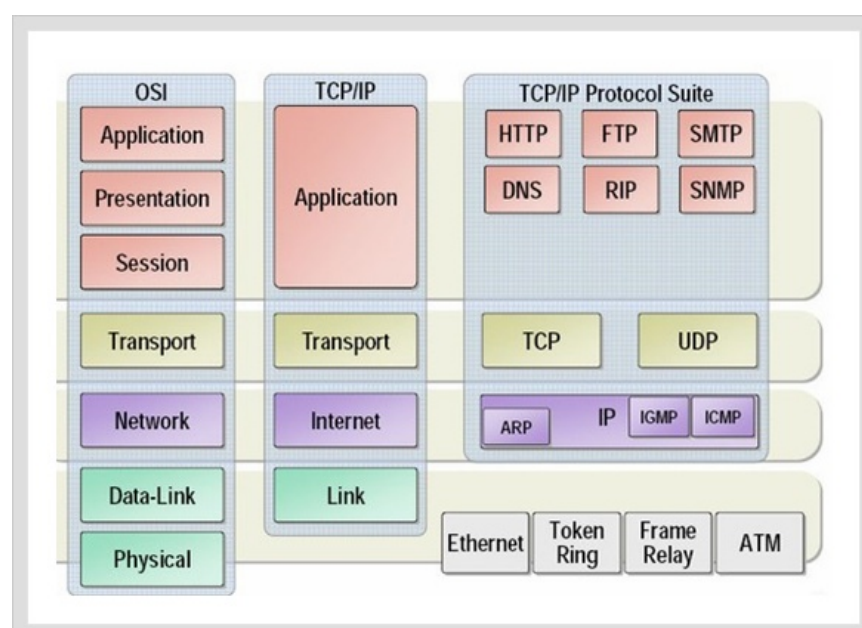 OSI
Application
Presentation
Session
Transport
Network
Data-Link
Physical
TCP/IP
Application
Transport
Internet
Link
TCP/IP Protocol Suite
HTTP FTP SMTP
DNS RIP SNMP
TCP UDP
ARP IP IGMP ICMP
Ethernet Token Ring Frame Relay ATM